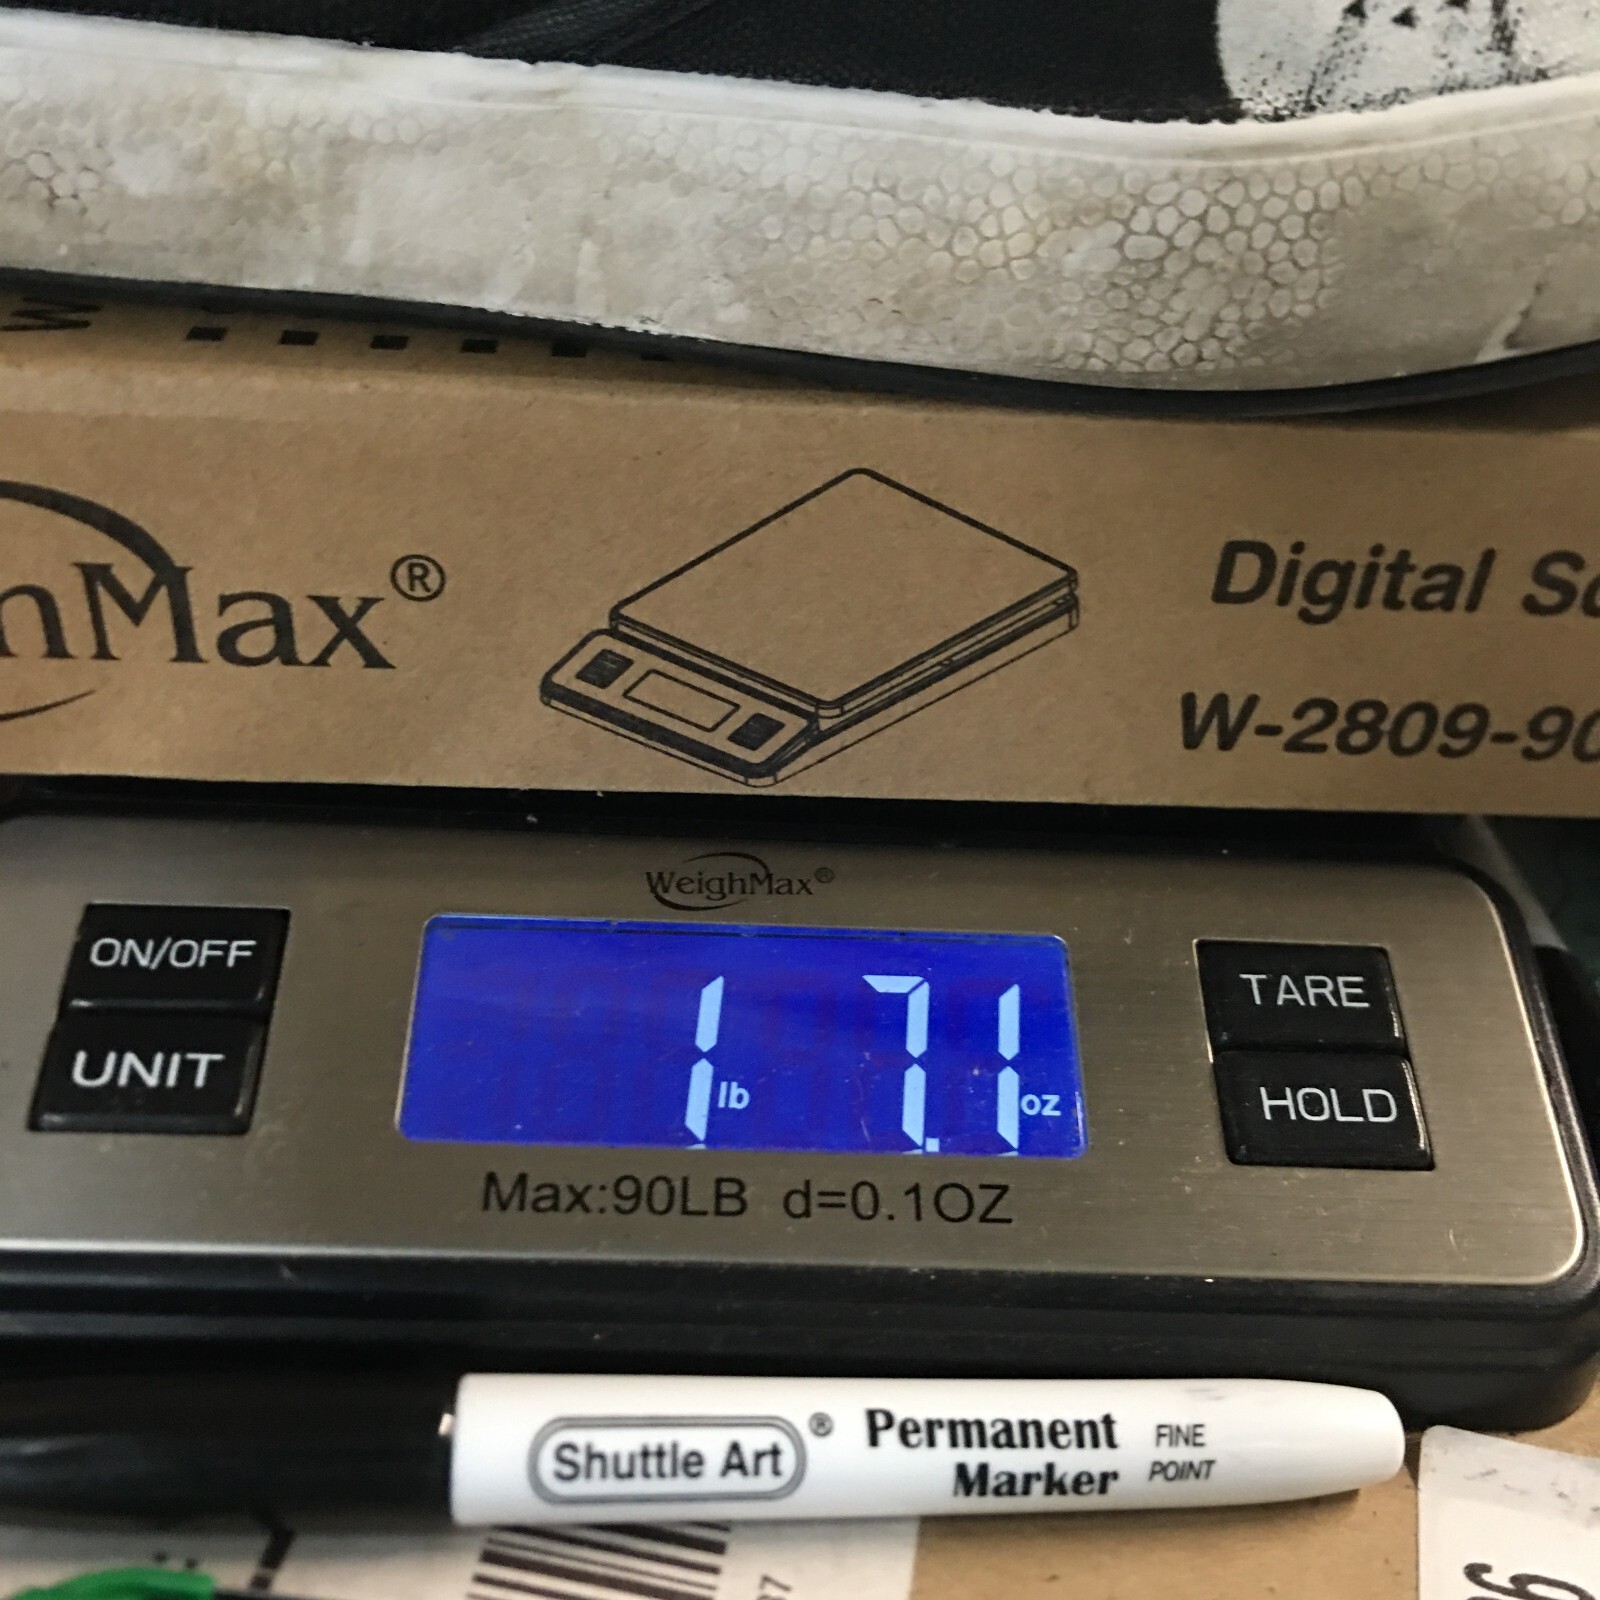 nMax®
Digital Sc
W-2809-90
WeighMax®
ON/OFF
UNIT
1 lb 7.1 oz
TARE
HOLD
Max:90LB d=0.1OZ
Shuttle Art® Permanent Marker FINE POINT